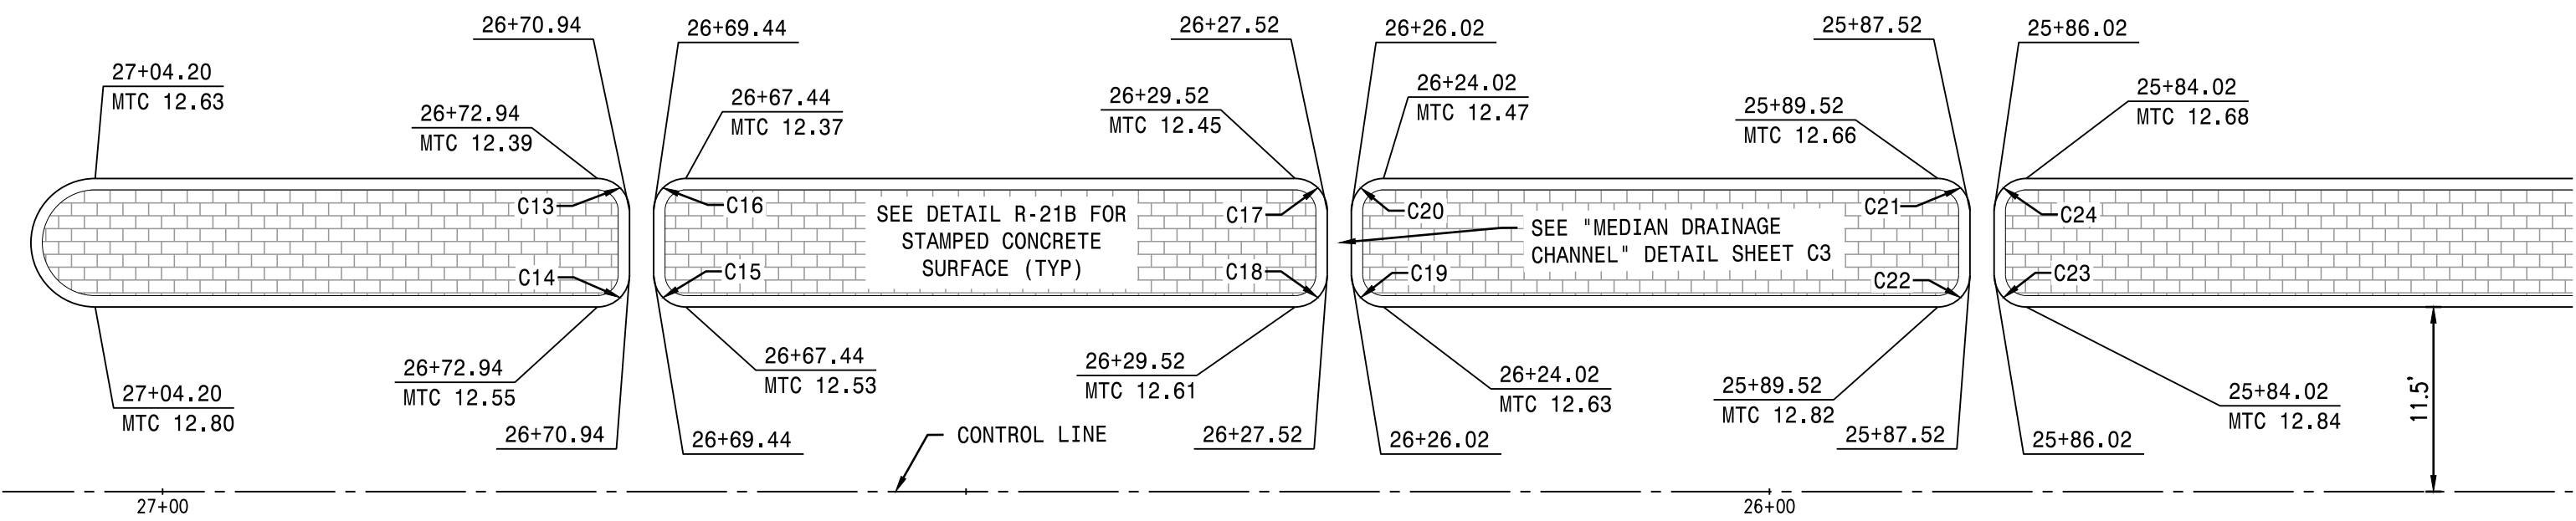 26+70.94
26+69.44
26+27.52
26+26.02
25+87.52
25+86.02
27+04.20
MTC 12.63
26+72.94
MTC 12.39
26+67.44
MTC 12.37
26+29.52
MTC 12.45
26+24.02
MTC 12.47
25+89.52
MTC 12.66
25+84.02
MTC 12.68
C13
C16
C17
C20
C21
C24
SEE DETAIL R-21B FOR
STAMPED CONCRETE
SURFACE (TYP)
SEE "MEDIAN DRAINAGE
CHANNEL" DETAIL SHEET C3
C14
C15
C18
C19
C22
C23
27+04.20
MTC 12.80
26+72.94
MTC 12.55
26+67.44
MTC 12.53
26+29.52
MTC 12.61
26+24.02
MTC 12.63
25+89.52
MTC 12.82
25+84.02
MTC 12.84
11.5'
26+70.94
26+69.44
CONTROL LINE
26+27.52
26+26.02
25+87.52
25+86.02
27+00
26+00